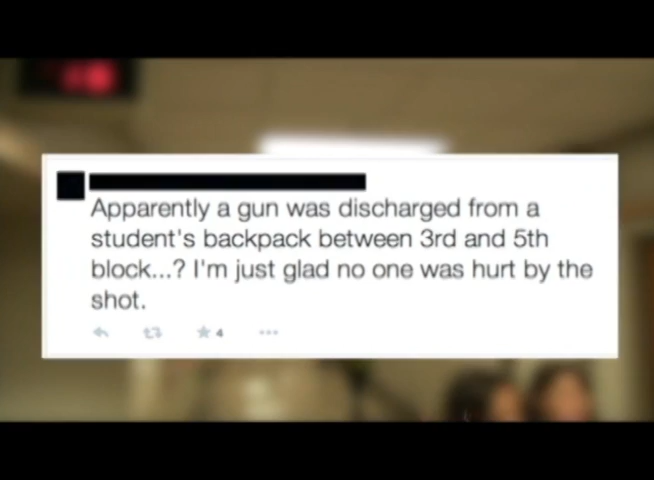 Apparently a gun was discharged from a
student's backpack between 3rd and 5th
block...? I'm just glad no one was hurt by the
shot.
4